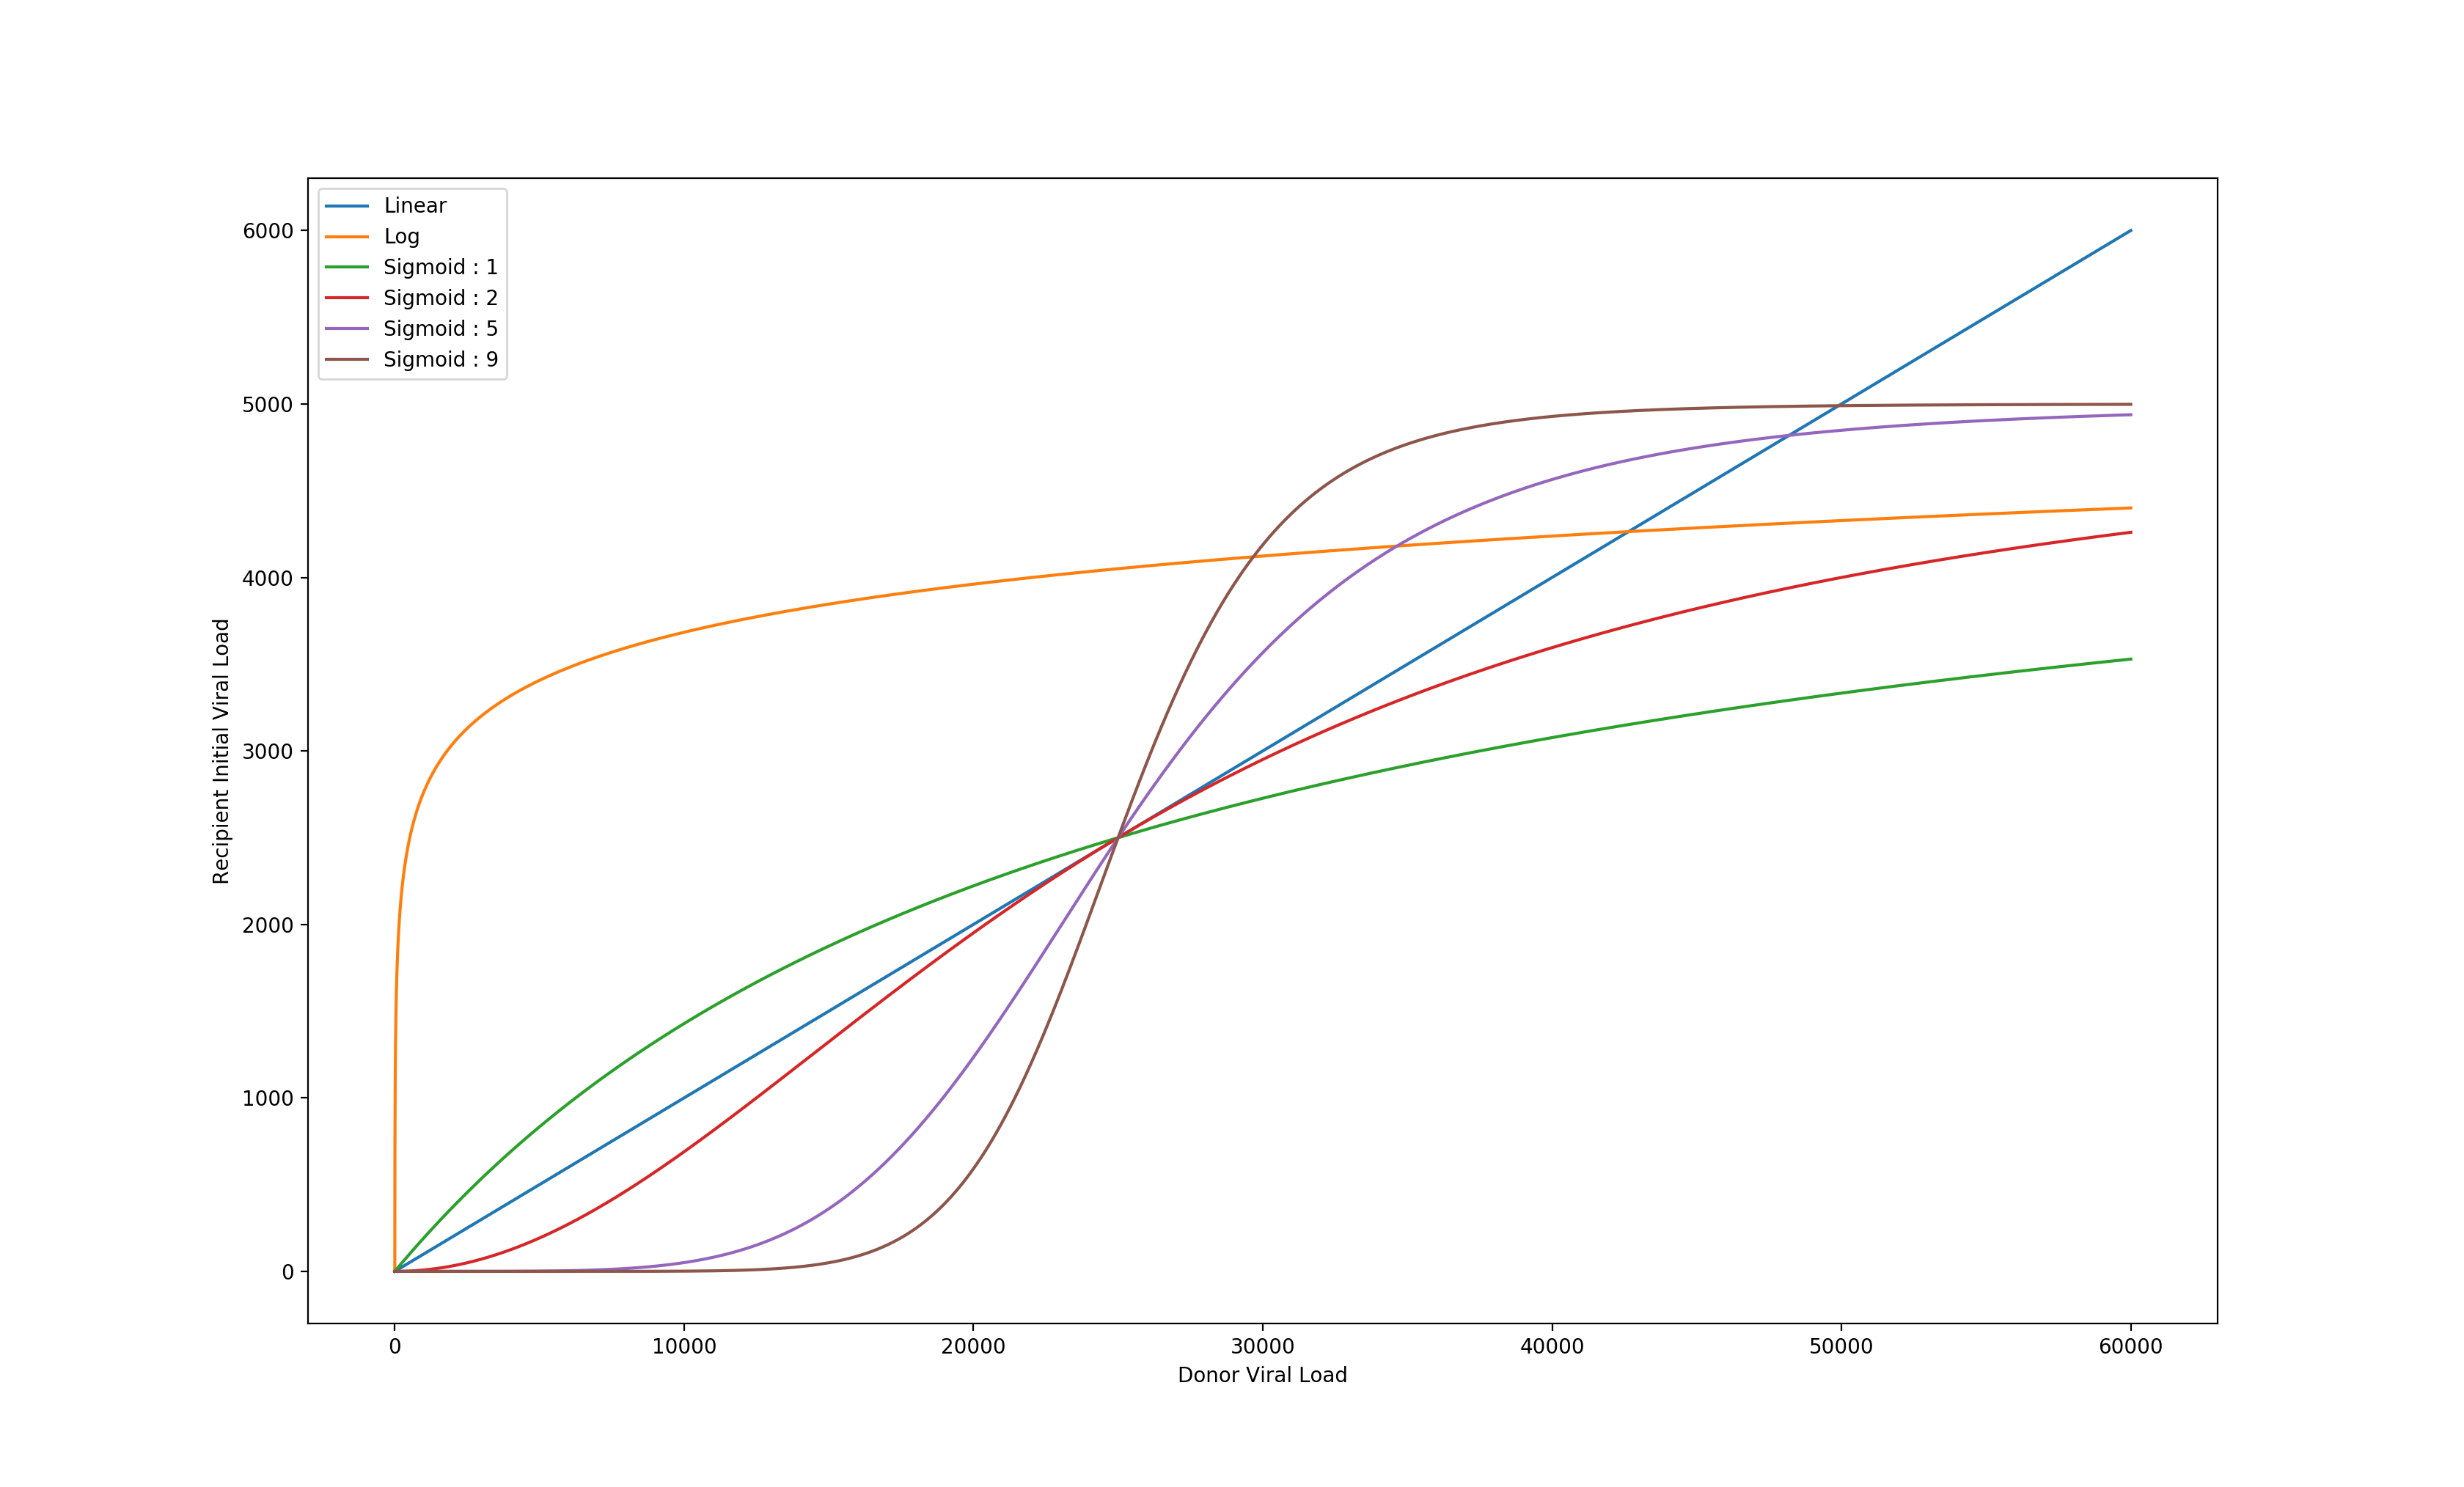 Linear
Log
Sigmoid : 1
Sigmoid : 2
Sigmoid : 5
Sigmoid : 9
6000
5000
4000
3000
2000
1000
0
Recipient Initial Viral Load
0 10000 20000 30000 40000 50000 60000
Donor Viral Load